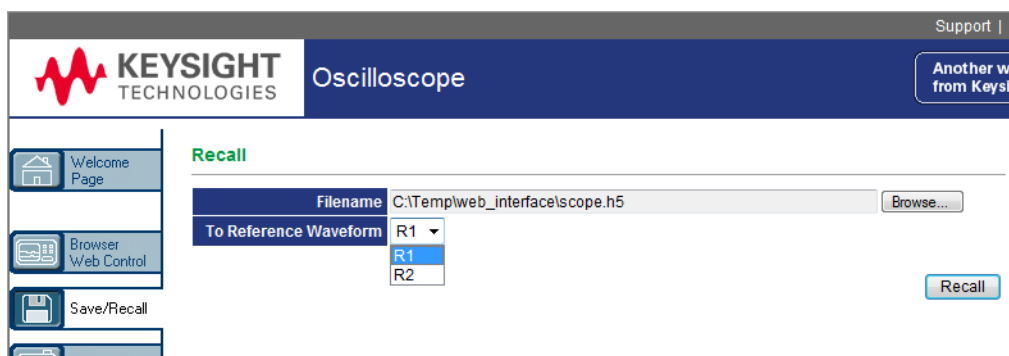 Support |
KEYSIGHT
TECHNOLOGIES
Oscilloscope
Another w
from Keysi
Welcome
Page
Recall
Filename C:\Temp\web_interface\scope.h5 Browse...
To Reference Waveform R1
R1
R2
Browser
Web Control
Recall
Save/Recall